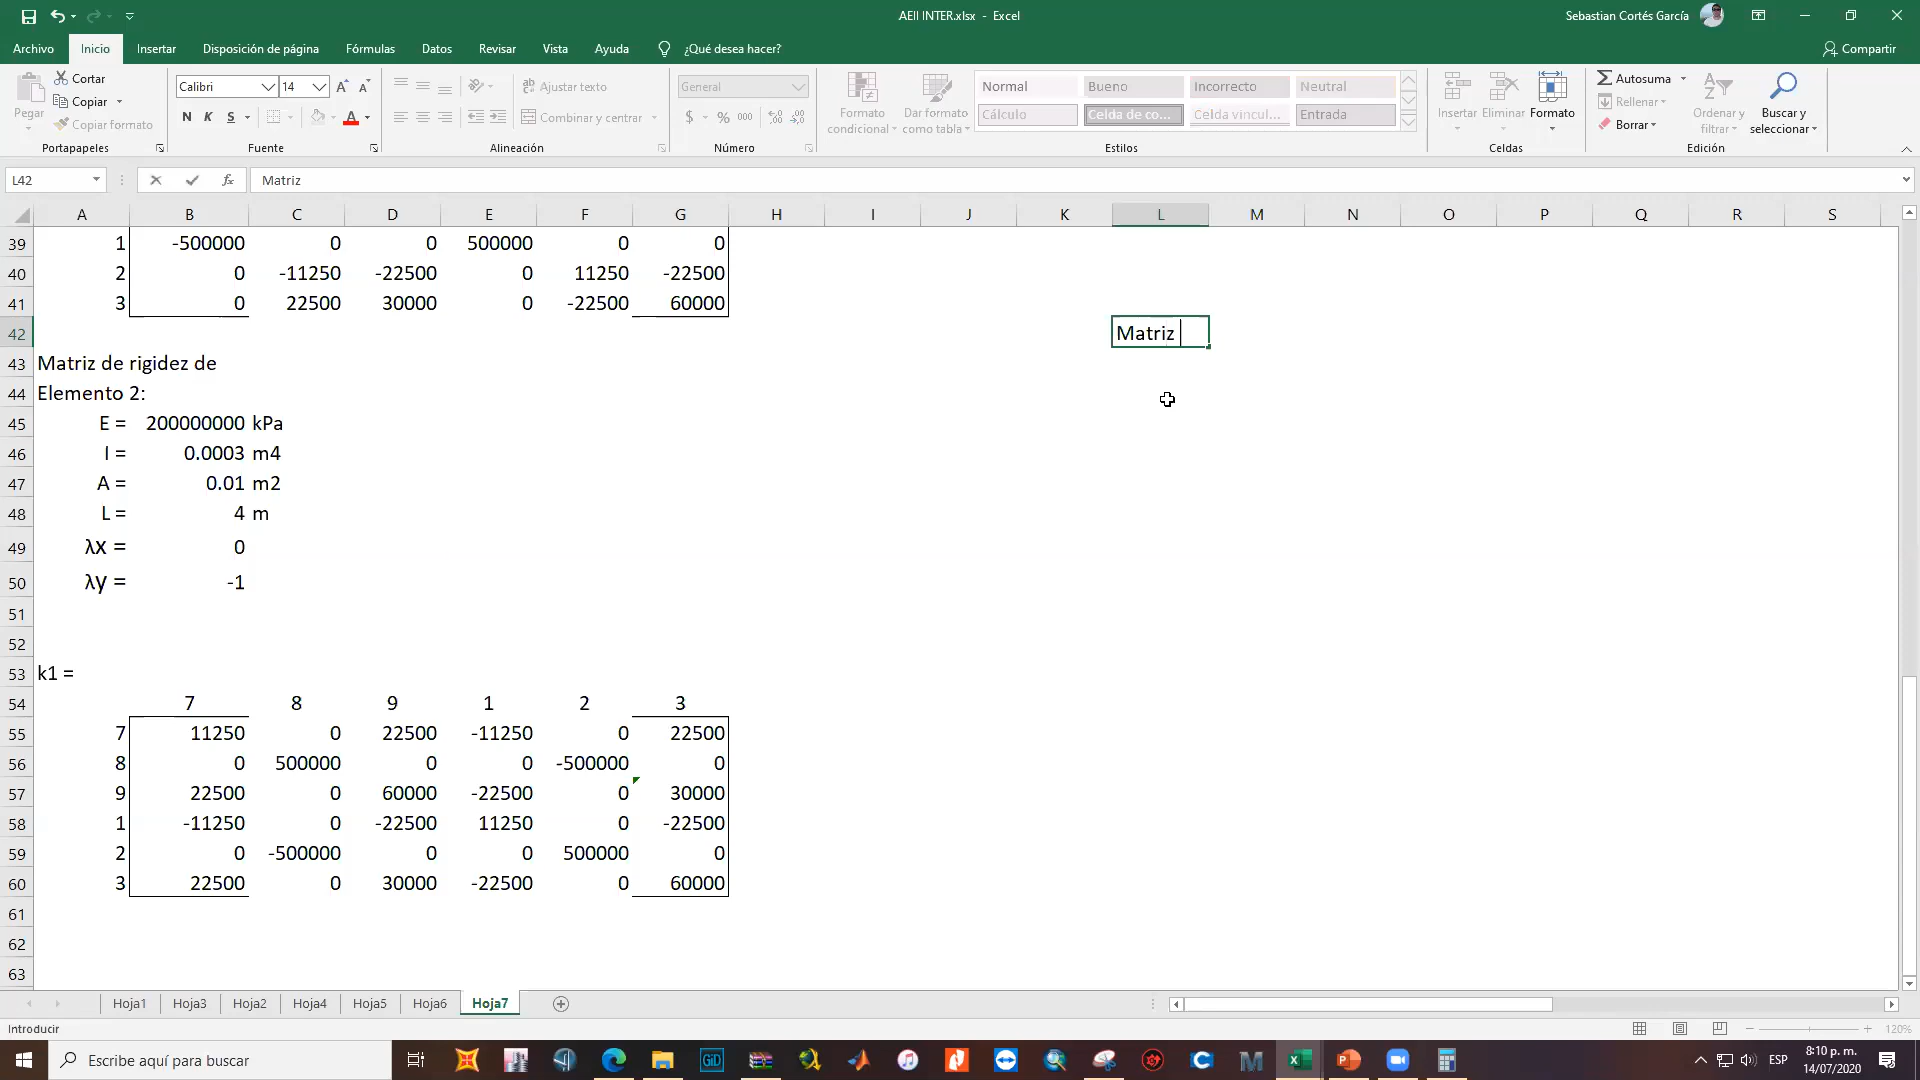 AEII INTER.xlsx - Excel
Sebastian Cortés García
Archivo Inicio Insertar Disposición de página Fórmulas Datos Revisar Vista Ayuda ¿Qué desea hacer? Compartir
Pegar
Cortar
Copiar
Copiar formato
Portapapeles
Calibri 14 A A
N K S A
Fuente
Ajustar texto
Combinar y centrar
Alineación
General
$ % 000
Número
Formato condicional
Dar formato como tabla
Normal Bueno Incorrecto Neutral
Cálculo Celda de co... Celda vincul... Entrada
Estilos
Insertar Eliminar Formato
Celdas
Autosuma
Rellenar
Borrar
Ordenar y filtrar
Buscar y seleccionar
Edición
L42 fx Matriz
A B C D E F G H I J K L M N O P Q R S
39 1 -500000 0 0 500000 0 0
40 2 0 -11250 -22500 0 11250 -22500
41 3 0 22500 30000 0 -22500 60000
42 Matriz
43 Matriz de rigidez de
44 Elemento 2:
45 E = 200000000 kPa
46 I = 0.0003 m4
47 A = 0.01 m2
48 L = 4 m
49 λx = 0
50 λy = -1
51
52
53 k1 =
54 7 8 9 1 2 3
55 7 11250 0 22500 -11250 0 22500
56 8 0 500000 0 0 -500000 0
57 9 22500 0 60000 -22500 0 30000
58 1 -11250 0 -22500 11250 0 -22500
59 2 0 -500000 0 0 500000 0
60 3 22500 0 30000 -22500 0 60000
61
62
63
Hoja1 Hoja3 Hoja2 Hoja4 Hoja5 Hoja6 Hoja7
Introducir
120%
Escribe aquí para buscar
GiD
ESP
8:10 p. m.
14/07/2020